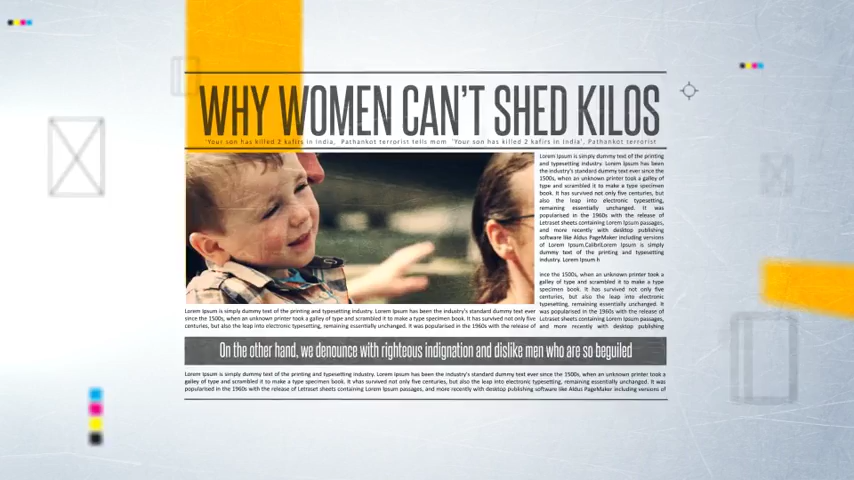 WHY WOMEN CAN'T SHED KILOS
'Your son has killed 2 kafirs in India, Pathankot terrorist tells mom 'Your son has killed 2 kafirs in India', Pathankot terrorist
Lorem Ipsum is simply dummy text of the printing
and typesetting industry. Lorem Ipsum has been
the industry's standard dummy text ever since the
1500s, when an unknown printer took a galley of
type and scrambled it to make a type specimen
book. It has survived not only five centuries, but
also the leap into electronic typesetting,
remaining essentially unchanged. It was
popularised in the 1960s with the release of
Letraset sheets containing Lorem Ipsum passages,
and more recently with desktop publishing
software like Aldus PageMaker including versions
of Lorem Ipsum.CalibriLorem Ipsum is simply
dummy text of the printing and typesetting
industry. Lorem Ipsum h
ince the 1500s, when an unknown printer took a
galley of type and scrambled it to make a type
specimen book. It has survived not only five
centuries, but also the leap into electronic
typesetting, remaining essentially unchanged. It
was popularised in the 1960s with the release of
Letraset sheets containing Lorem Ipsum passages,
and more recently with desktop publishing
Lorem Ipsum is simply dummy text of the printing and typesetting industry. Lorem Ipsum has been the industry's standard dummy text ever
since the 1500s, when an unknown printer took a galley of type and scrambled it to make a type specimen book. It has survived not only five
centuries, but also the leap into electronic typesetting, remaining essentially unchanged. It was popularised in the 1960s with the release of
On the other hand, we denounce with righteous indignation and dislike men who are so beguiled
Lorem Ipsum is simply dummy text of the printing and typesetting industry. Lorem Ipsum has been the industry's standard dummy text ever since the 1500s, when an unknown printer took a
galley of type and scrambled it to make a type specimen book. It has survived not only five centuries, but also the leap into electronic typesetting, remaining essentially unchanged. It was
popularised in the 1960s with the release of Letraset sheets containing Lorem Ipsum passages, and more recently with desktop publishing software like Aldus PageMaker including versions of